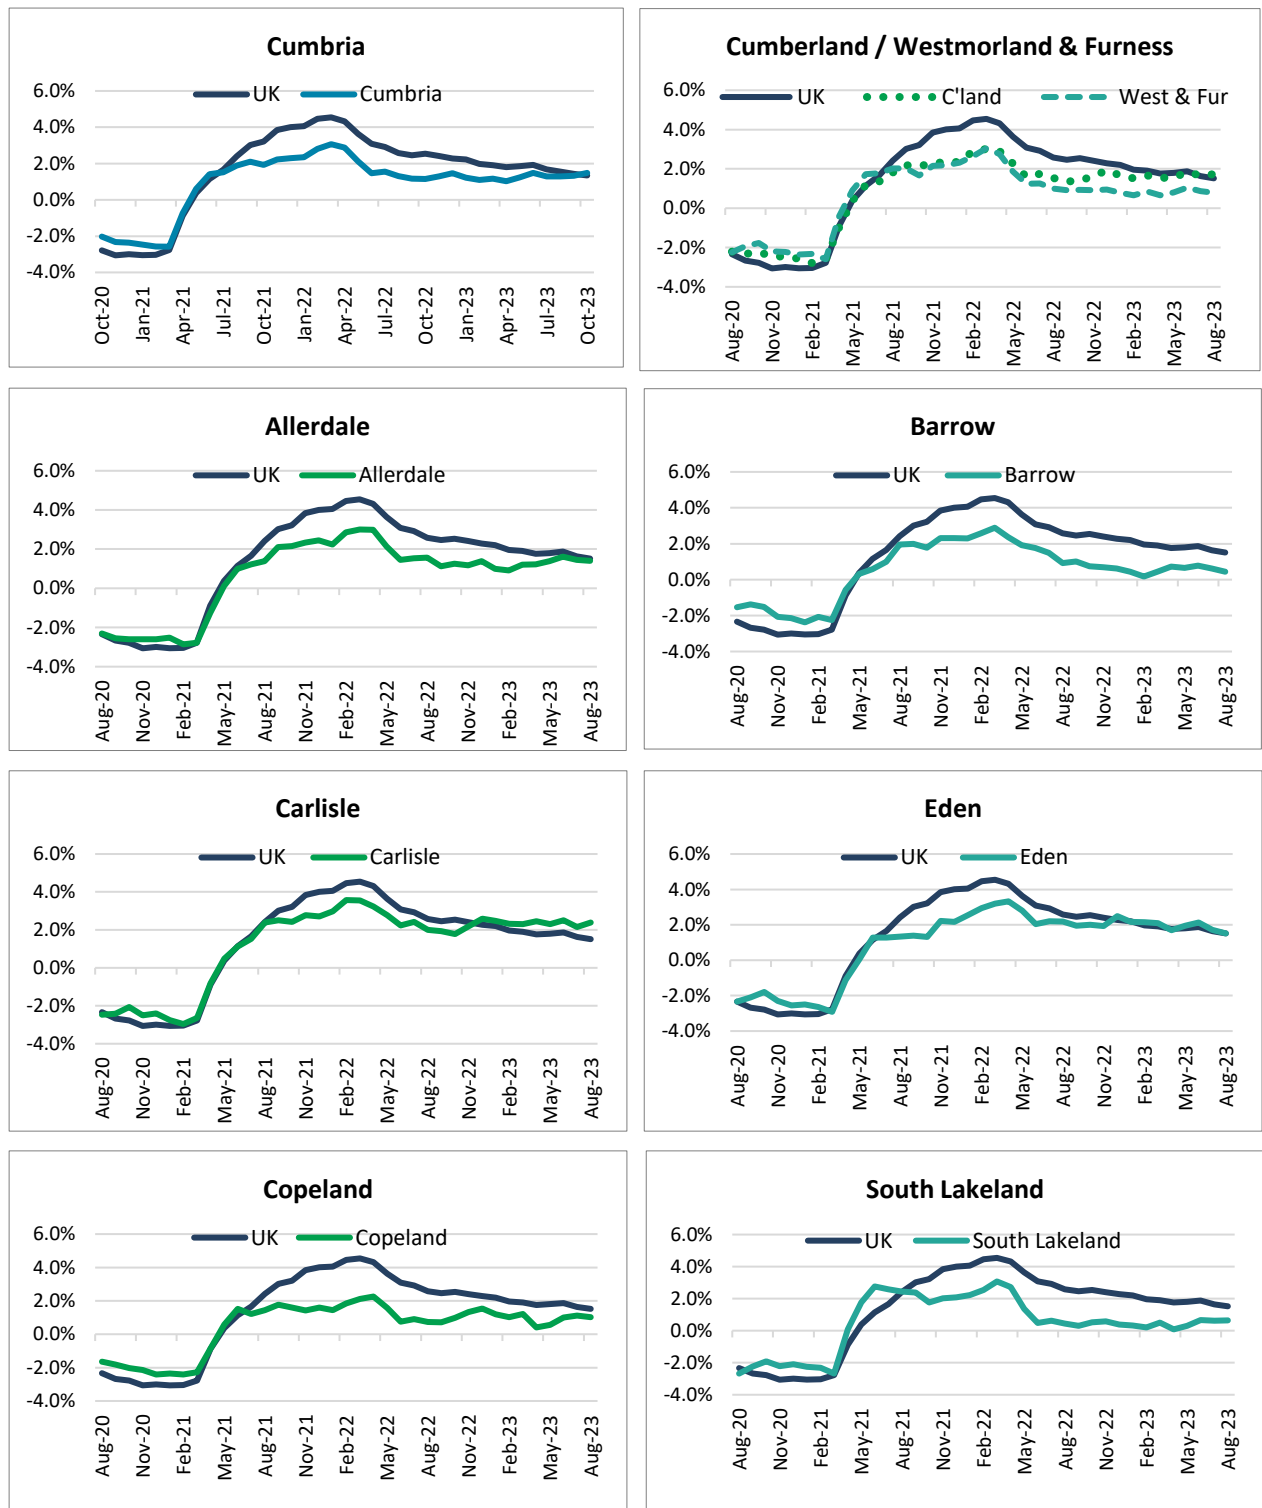 Cumbria
UK Cumbria
6.0%
4.0%
2.0%
0.0%
-2.0%
-4.0%
Oct-20 Jan-21 Apr-21 Jul-21 Oct-21 Jan-22 Apr-22 Jul-22 Oct-22 Jan-23 Apr-23 Jul-23 Oct-23
Cumberland / Westmorland & Furness
UK C'land West & Fur
6.0%
4.0%
2.0%
0.0%
-2.0%
-4.0%
Aug-20 Nov-20 Feb-21 May-21 Aug-21 Nov-21 Feb-22 May-22 Aug-22 Nov-22 Feb-23 May-23 Aug-23
Allerdale
UK Allerdale
6.0%
4.0%
2.0%
0.0%
-2.0%
-4.0%
Aug-20 Nov-20 Feb-21 May-21 Aug-21 Nov-21 Feb-22 May-22 Aug-22 Nov-22 Feb-23 May-23 Aug-23
Barrow
UK Barrow
6.0%
4.0%
2.0%
0.0%
-2.0%
-4.0%
Aug-20 Nov-20 Feb-21 May-21 Aug-21 Nov-21 Feb-22 May-22 Aug-22 Nov-22 Feb-23 May-23 Aug-23
Carlisle
UK Carlisle
6.0%
4.0%
2.0%
0.0%
-2.0%
-4.0%
Aug-20 Nov-20 Feb-21 May-21 Aug-21 Nov-21 Feb-22 May-22 Aug-22 Nov-22 Feb-23 May-23 Aug-23
Eden
UK Eden
6.0%
4.0%
2.0%
0.0%
-2.0%
-4.0%
Aug-20 Nov-20 Feb-21 May-21 Aug-21 Nov-21 Feb-22 May-22 Aug-22 Nov-22 Feb-23 May-23 Aug-23
Copeland
UK Copeland
6.0%
4.0%
2.0%
0.0%
-2.0%
-4.0%
Aug-20 Nov-20 Feb-21 May-21 Aug-21 Nov-21 Feb-22 May-22 Aug-22 Nov-22 Feb-23 May-23 Aug-23
South Lakeland
UK South Lakeland
6.0%
4.0%
2.0%
0.0%
-2.0%
-4.0%
Aug-20 Nov-20 Feb-21 May-21 Aug-21 Nov-21 Feb-22 May-22 Aug-22 Nov-22 Feb-23 May-23 Aug-23